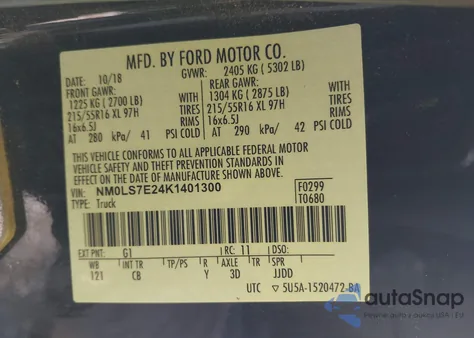 MFD. BY FORD MOTOR CO.
DATE: 10/18 GVWR: 2405 KG ( 5302 LB)
FRONT GAWR: REAR GAWR:
1225 KG ( 2700 LB) WITH 1304 KG ( 2875 LB) WITH
215/55R16 XL 97H TIRES 215/55R16 XL 97H TIRES
16x6.5J RIMS 16x6.5J RIMS
AT 280 kPa/ 41 PSI COLD AT 290 kPa/ 42 PSI COLD
THIS VEHICLE CONFORMS TO ALL APPLICABLE FEDERAL MOTOR
VEHICLE SAFETY AND THEFT PREVENTION STANDARDS IN EFFECT ON THE
DATE OF MANUFACTURE SHOWN ABOVE.
VIN: NM0LS7E24K1401300 F0299
TYPE: Truck T0680
EXT PNT: G1 RC: 11 DSO:
WB INT TR TP/PS R AXLE TR SPR
121 CB Y 3D JJDD
UTC 5U5A-1520472-BA
autoSnap